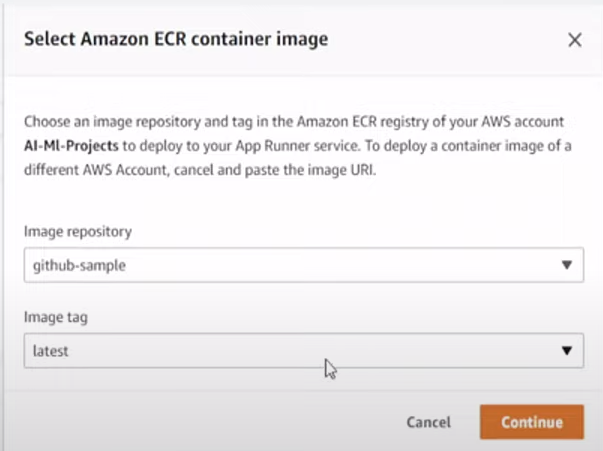 Select Amazon ECR container image
Choose an image repository and tag in the Amazon ECR registry of your AWS account
AI-Ml-Projects to deploy to your App Runner service. To deploy a container image of a
different AWS Account, cancel and paste the image URI.
Image repository
github-sample
Image tag
latest
Cancel
Continue